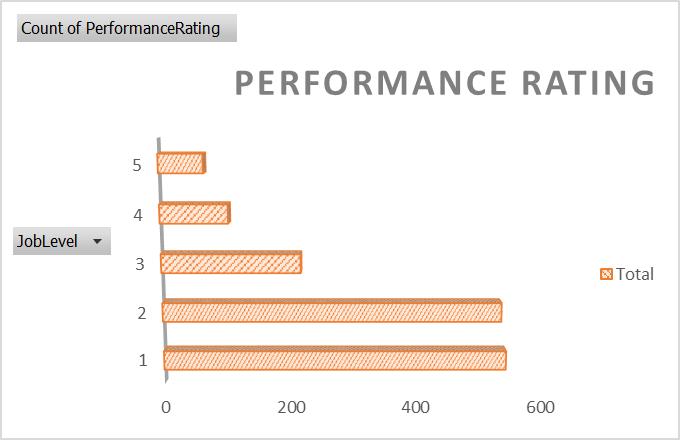 Count of PerformanceRating
PERFORMANCE RATING
5
4
JobLevel
3
Total
2
1
0 200 400 600